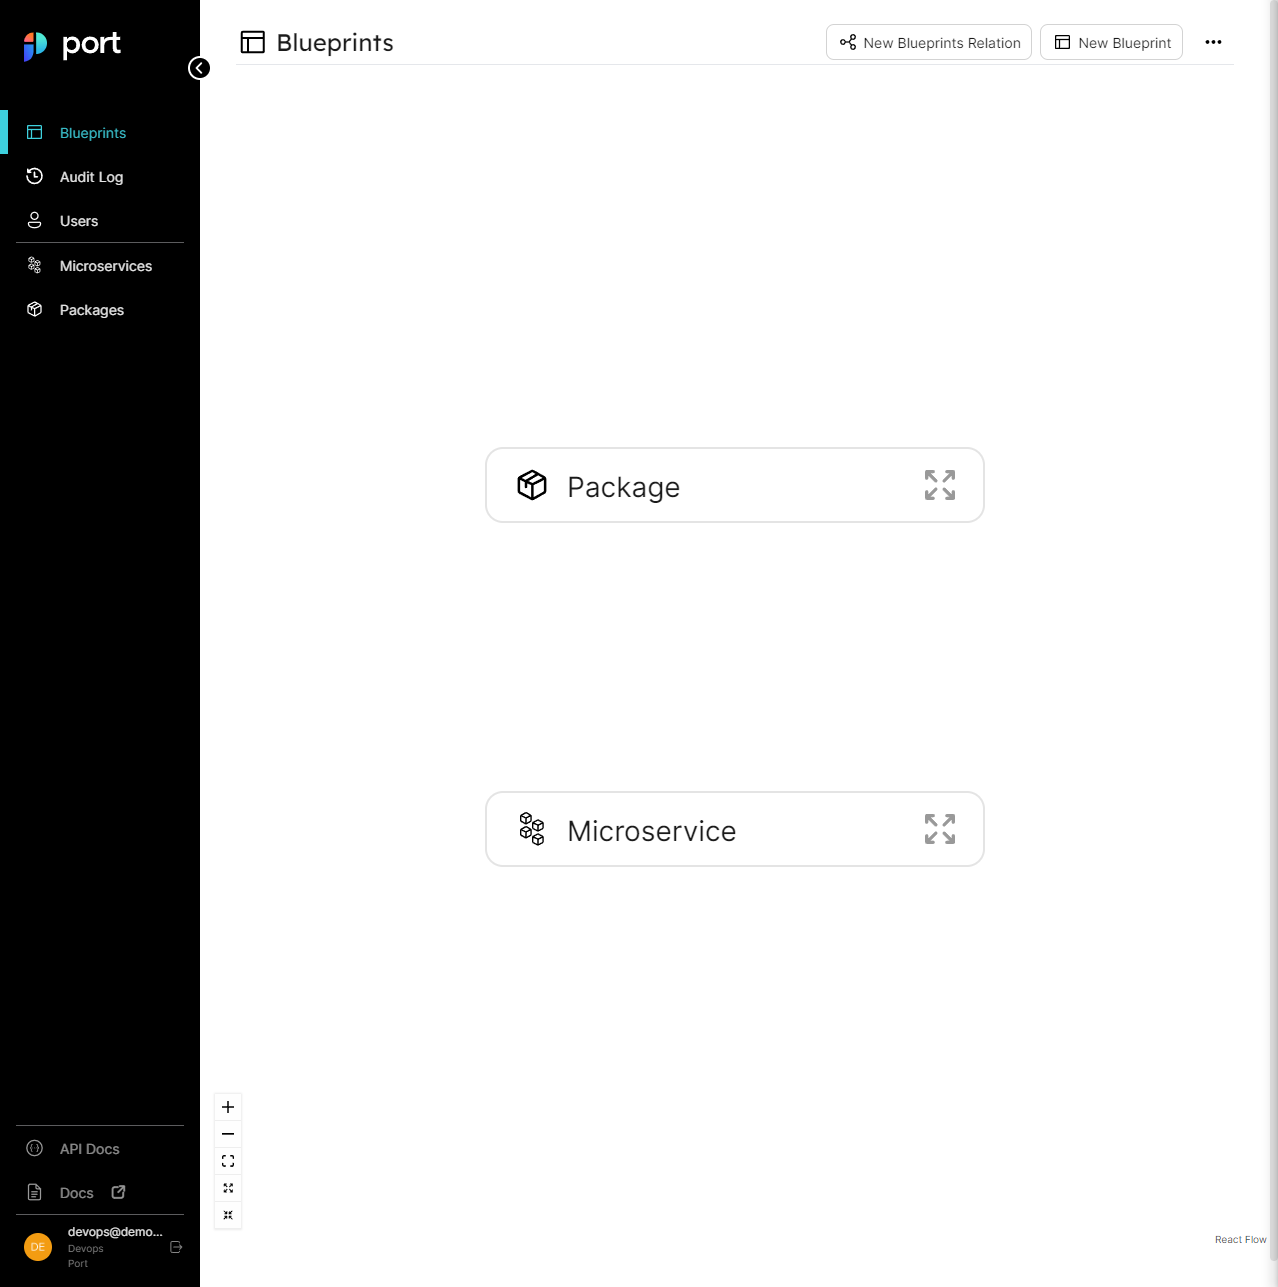 port
Blueprints
Audit Log
Users
Microservices
Packages
API Docs
Docs
DE
devops@demo...
Devops
Port
Blueprints
New Blueprints Relation
New Blueprint
Package
Microservice
React Flow